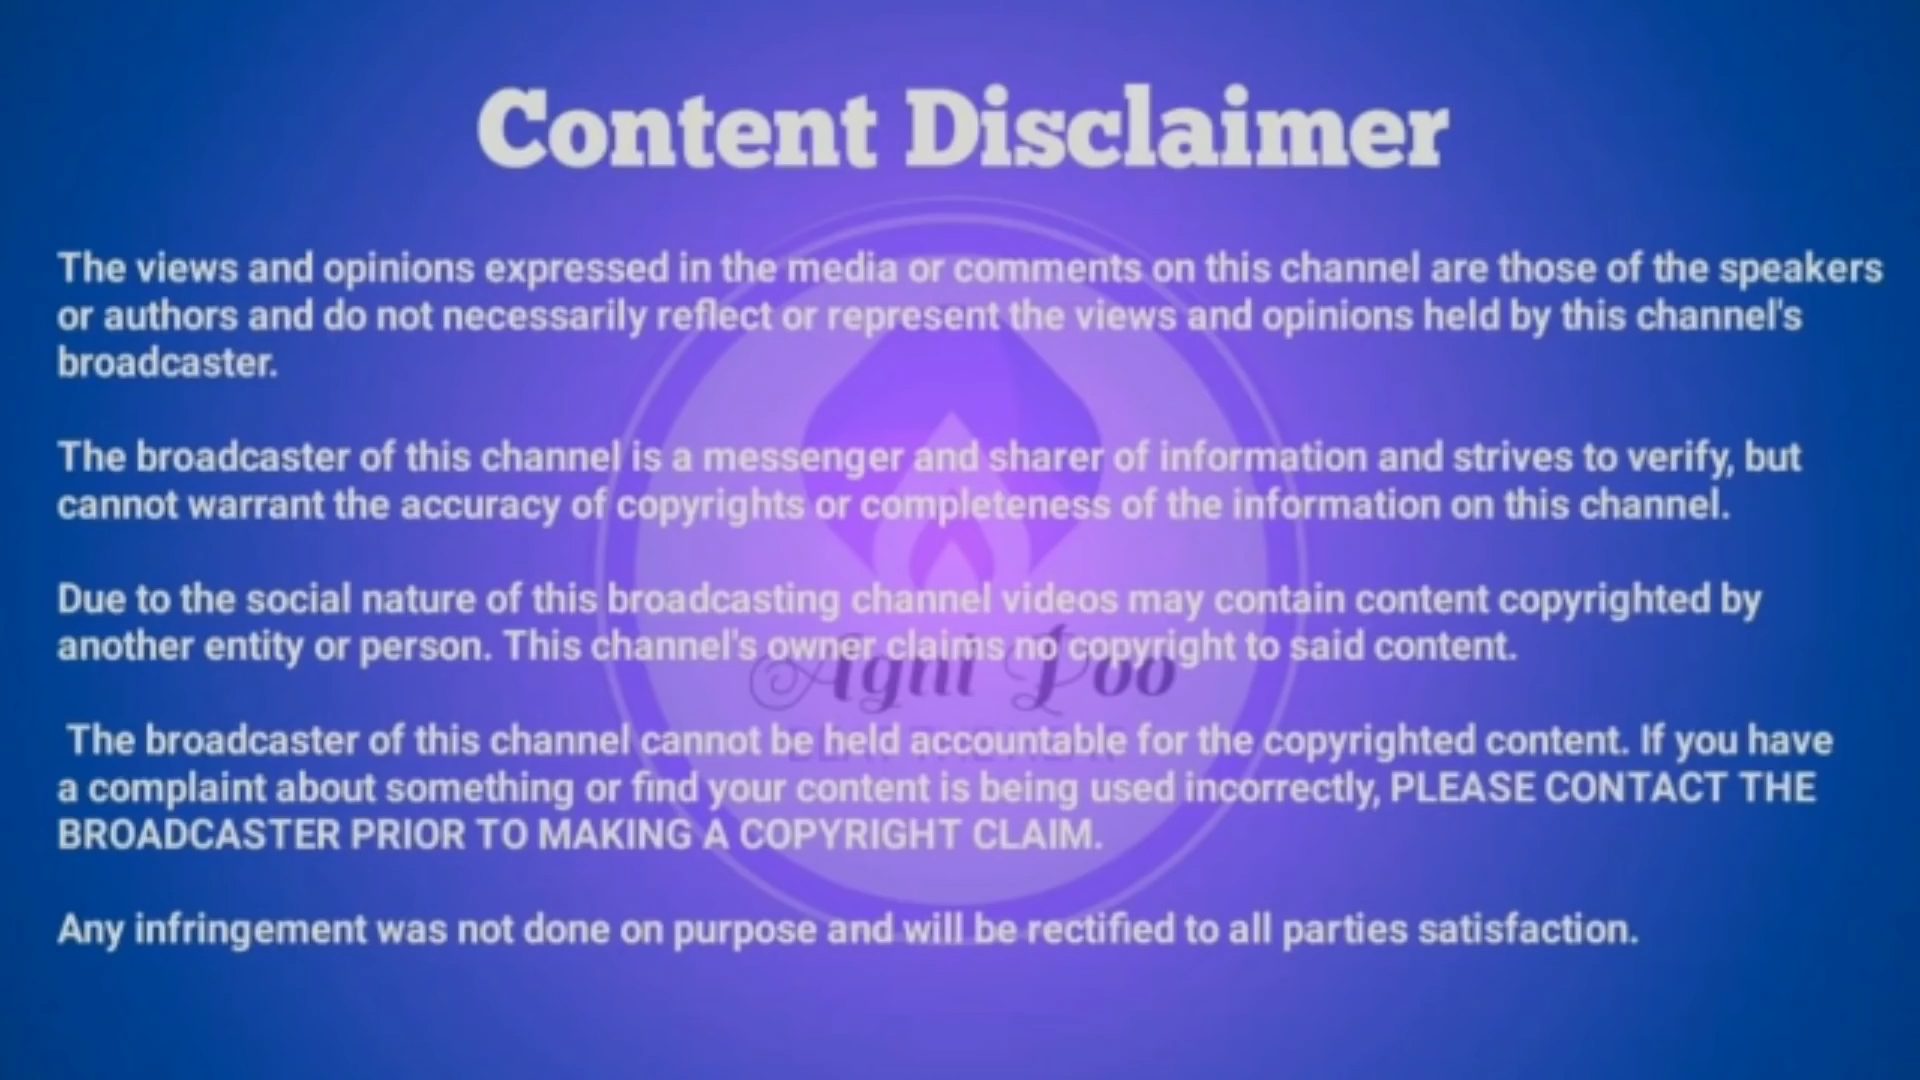 Content Disclaimer
The views and opinions expressed in the media or comments on this channel are those of the speakers
or authors and do not necessarily reflect or represent the views and opinions held by this channel's
broadcaster.
The broadcaster of this channel is a messenger and sharer of information and strives to verify, but
cannot warrant the accuracy of copyrights or completeness of the information on this channel.
Due to the social nature of this broadcasting channel videos may contain content copyrighted by
another entity or person. This channel's owner claims no copyright to said content.
Agni Poo
The broadcaster of this channel cannot be held accountable for the copyrighted content. If you have
a complaint about something or find your content is being used incorrectly, PLEASE CONTACT THE
BROADCASTER PRIOR TO MAKING A COPYRIGHT CLAIM.
Any infringement was not done on purpose and will be rectified to all parties satisfaction.